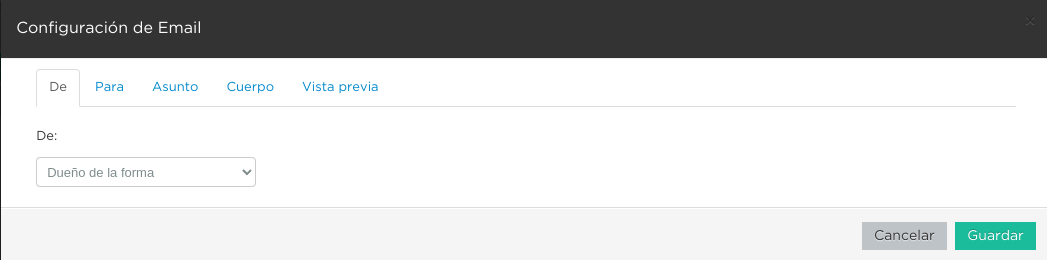 Configuración de Email
×
De Para Asunto Cuerpo Vista previa
De:
Dueño de la forma
Cancelar Guardar